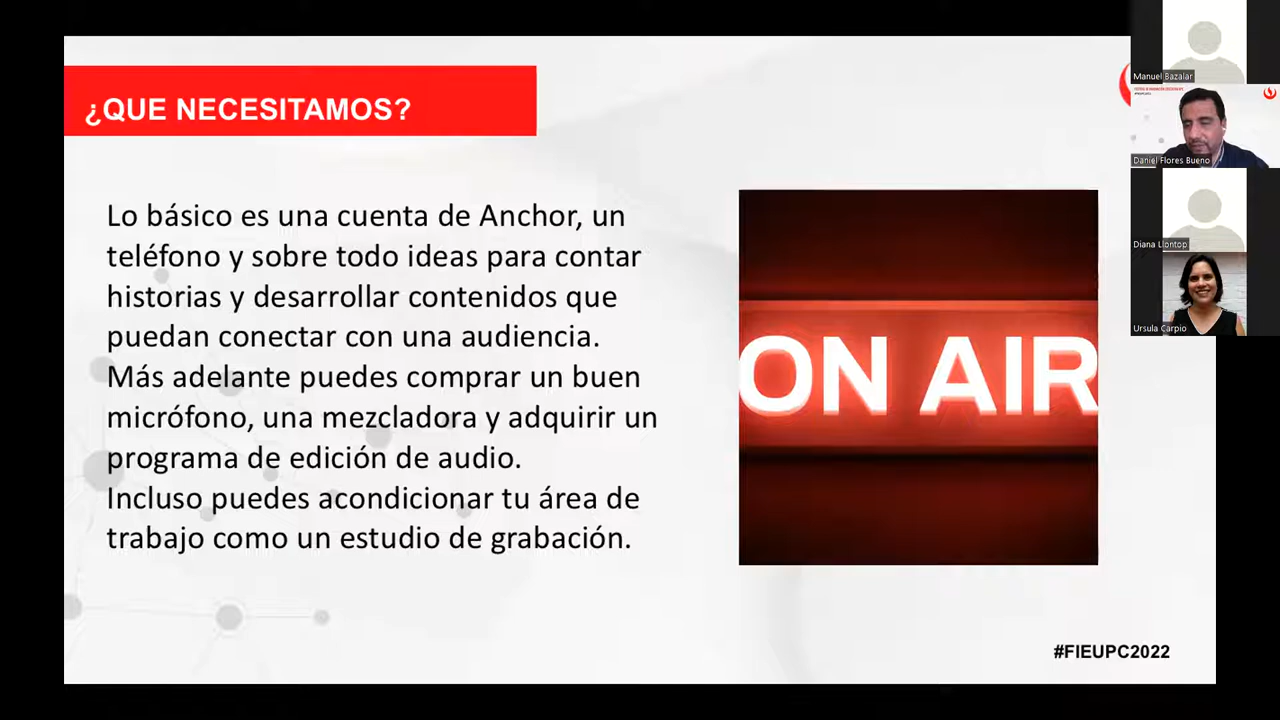 ¿QUE NECESITAMOS?
Lo básico es una cuenta de Anchor, un
teléfono y sobre todo ideas para contar
historias y desarrollar contenidos que
puedan conectar con una audiencia.
Más adelante puedes comprar un buen
micrófono, una mezcladora y adquirir un
programa de edición de audio.
Incluso puedes acondicionar tu área de
trabajo como un estudio de grabación.
ON AIR
#FIEUPC2022
Manuel Bazalar
Daniel Flores Bueno
Diana Llontop
Ursula Carpio